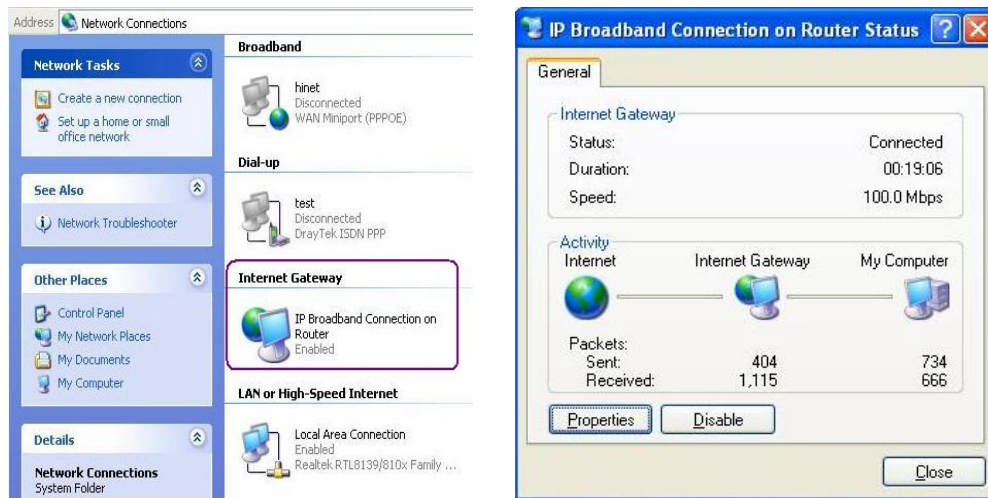 Address Network Connections
Network Tasks
Create a new connection
Set up a home or small
office network
See Also
Network Troubleshooter
Other Places
Control Panel
My Network Places
My Documents
My Computer
Details
Network Connections
System Folder
Broadband
hinet
Disconnected
WAN Miniport (PPPOE)
Dial-up
test
Disconnected
DrayTek ISDN PPP
Internet Gateway
IP Broadband Connection on
Router
Enabled
LAN or High-Speed Internet
Local Area Connection
Enabled
Realtek RTL8139/810x Family ...
IP Broadband Connection on Router Status
General
Internet Gateway
Status: Connected
Duration: 00:19:06
Speed: 100.0 Mbps
Activity
Internet Internet Gateway My Computer
Packets:
Sent: 404 734
Received: 1,115 666
Properties Disable
Close